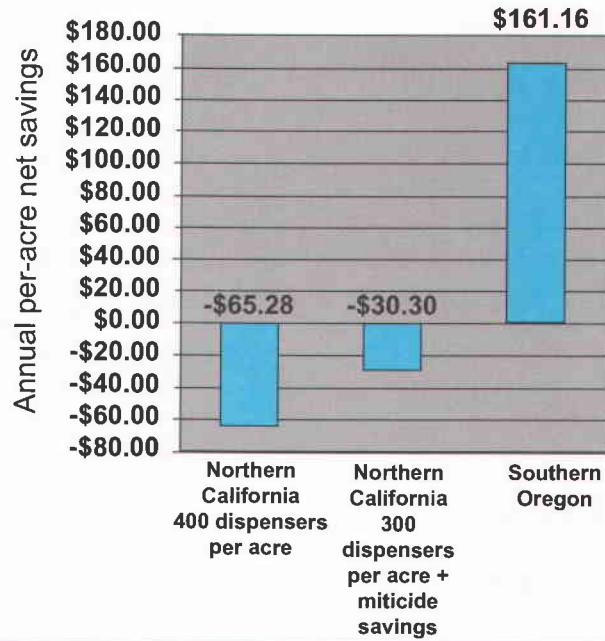 $161.16
$180.00
$160.00
$140.00
$120.00
$100.00
$80.00
$60.00
$40.00
$20.00
$0.00
-$20.00
-$40.00
-$60.00
-$80.00
Annual per-acre net savings
-$65.28
-$30.30
Northern
California
400 dispensers
per acre
Northern
California
300
dispensers
per acre +
miticide
savings
Southern
Oregon